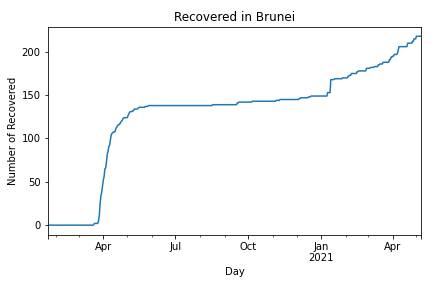 Recovered in Brunei
Number of Recovered
200
150
100
50
0
Apr
Jul
Oct
Jan
2021
Apr
Day